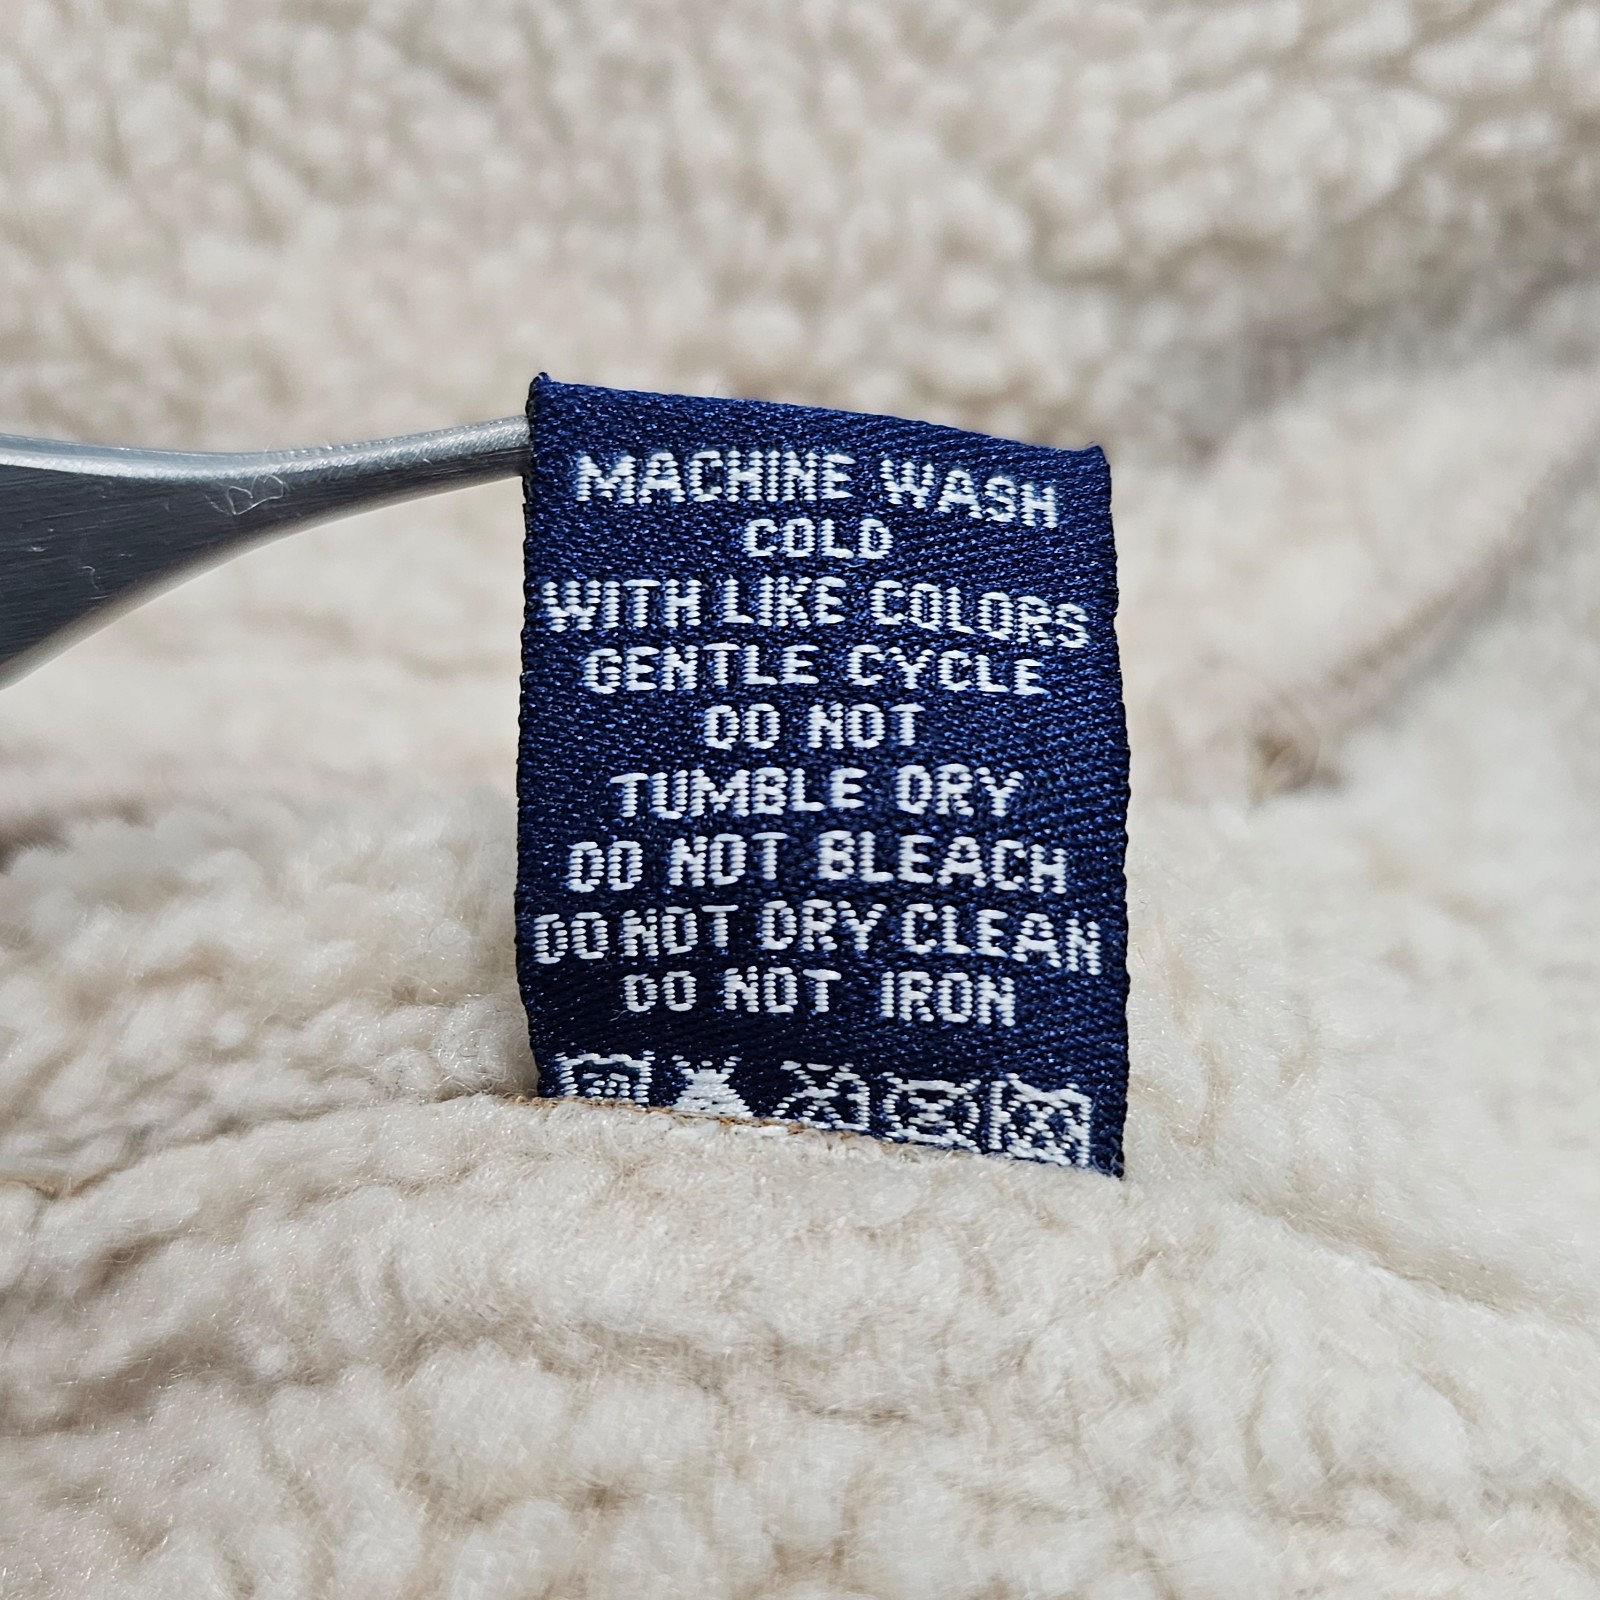 MACHINE WASH
COLD
WITH LIKE COLORS
GENTLE CYCLE
DO NOT
TUMBLE DRY
DO NOT BLEACH
DO NOT DRY CLEAN
DO NOT IRON